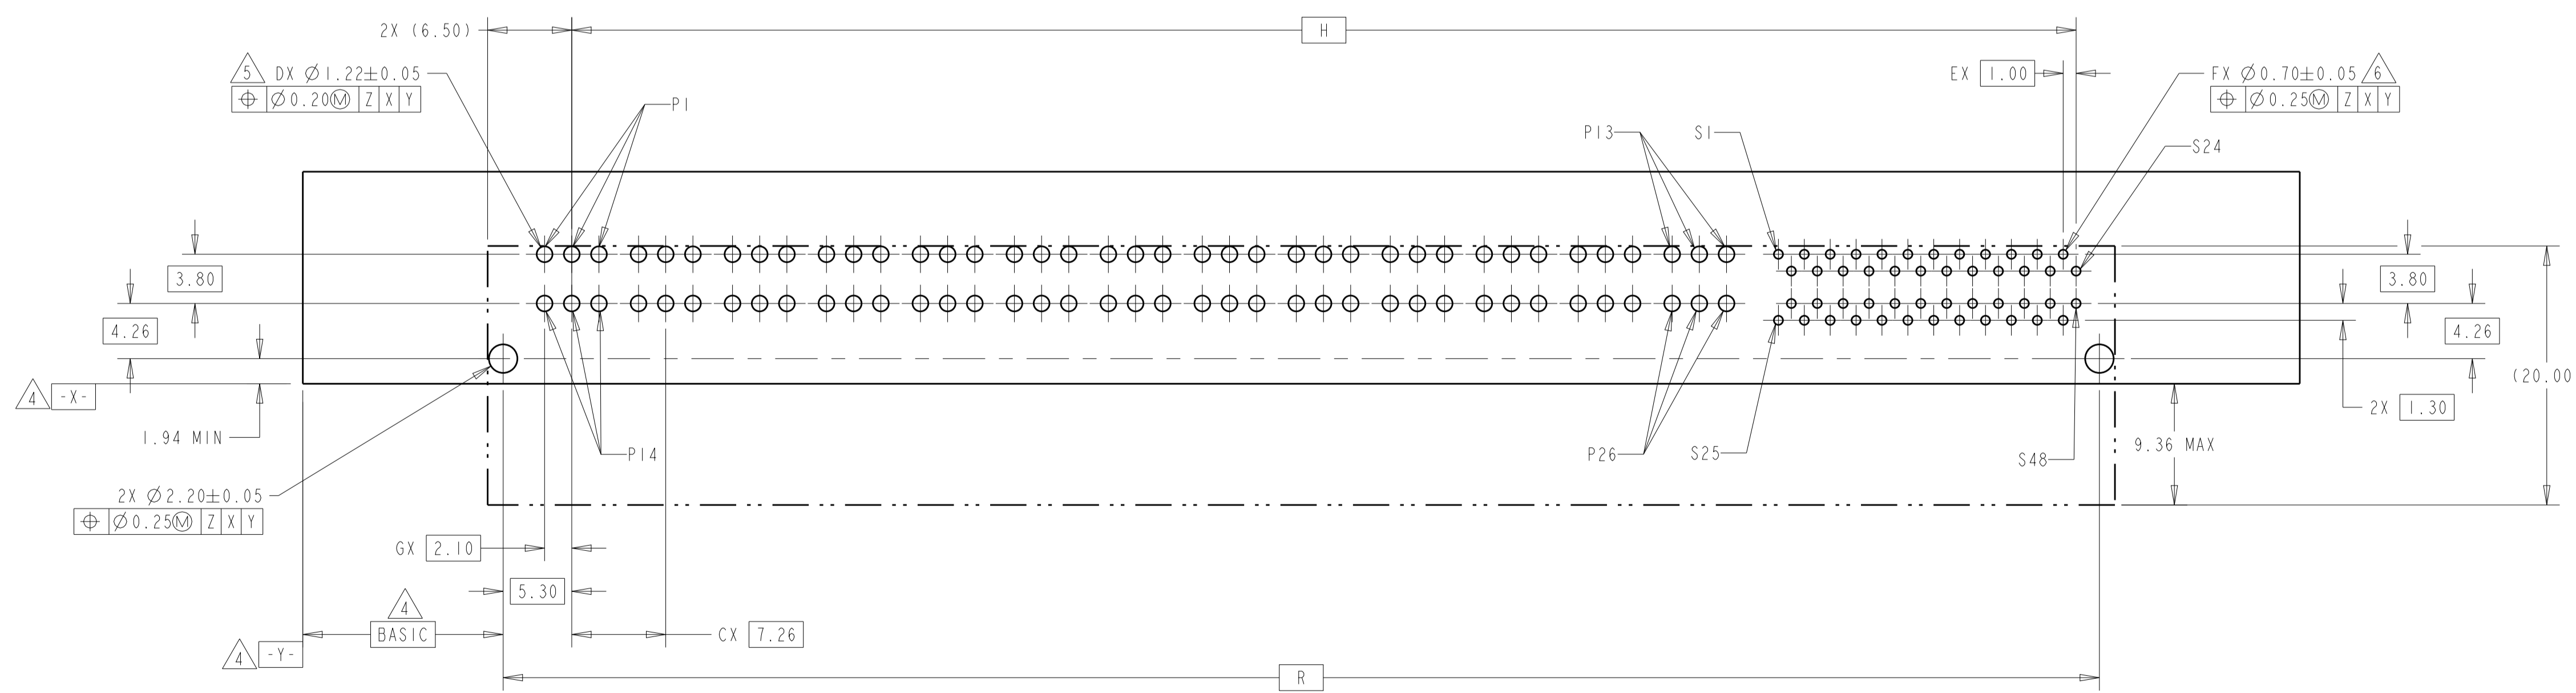 2X (6.50)
H
5 DX Ø1.22±0.05
⌖ Ø0.20Ⓜ Z X Y
P1
EX 1.00
FX Ø0.70±0.05 6
⌖ Ø0.25Ⓜ Z X Y
P13
S1
S24
3.80
3.80
4.26
4.26
4 -X-
(20.00
1.94 MIN
2X 1.30
P14
P26
S25
S48
9.36 MAX
2X Ø2.20±0.05
⌖ Ø0.25Ⓜ Z X Y
GX 2.10
5.30
4
BASIC
CX 7.26
4 -Y-
R